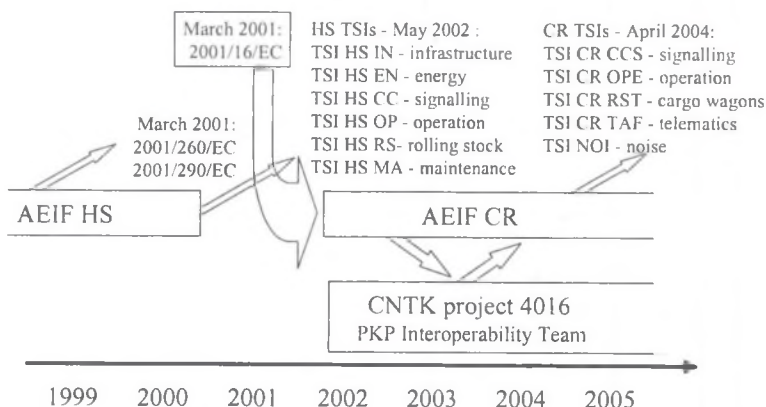 March 2001:
2001/16/EC
HS TSIs - May 2002 :
TSI HS IN - infrastructure
TSI HS EN - energy
TSI HS CC - signalling
TSI HS OP - operation
TSI HS RS- rolling stock
TSI HS MA - maintenance
CR TSIs - April 2004:
TSI CR CCS - signalling
TSI CR OPE - operation
TSI CR RST - cargo wagons
TSI CR TAF - telematics
TSI NOI - noise
March 2001:
2001/260/EC
2001/290/EC
AEIF HS
AEIF CR
CNTK project 4016
PKP Interoperability Team
1999 2000 2001 2002 2003 2004 2005